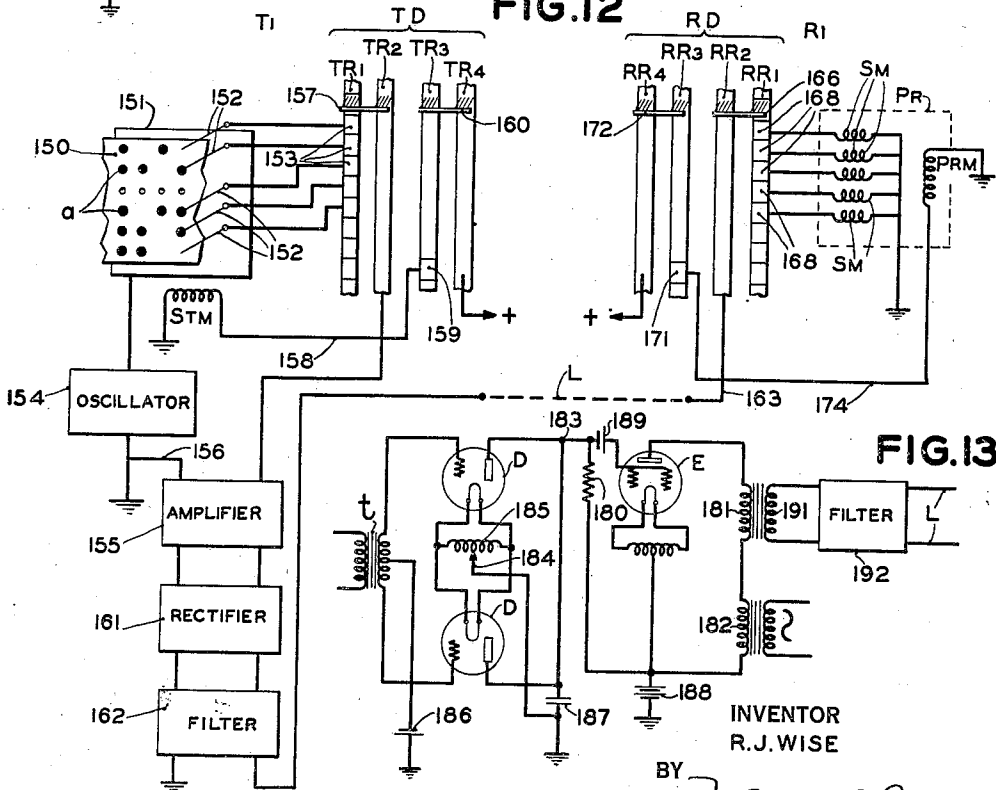 FIG.12
T1
TD
TR1 TR2 TR3 TR4
RD
RR4 RR3 RR2 RR1
R1
157
160
172
166
168
SM
PR
PRM
151
152
150
153
a
152
159
+
+
171
168
SM
STM
158
163
174
154
OSCILLATOR
L
156
183
189
FIG.13
D
E
155
AMPLIFIER
t
185
184
180
181
191
FILTER
L
192
161
RECTIFIER
D
182
162
FILTER
186
187
188
INVENTOR
R.J.WISE
BY